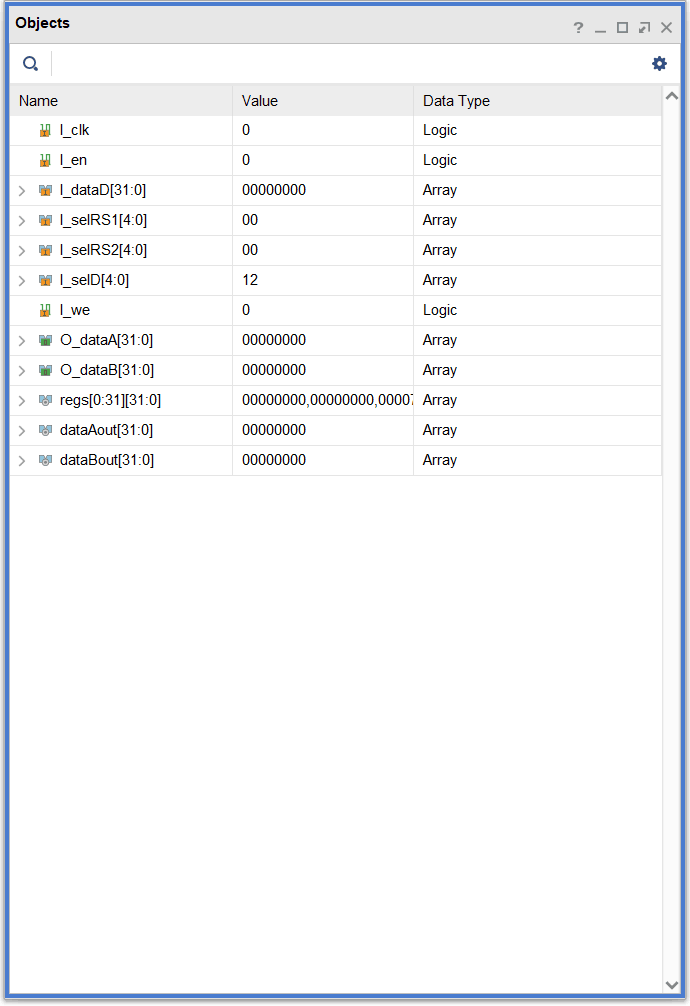 Objects
?
Name Value Data Type
I_clk 0 Logic
I_en 0 Logic
I_dataD[31:0] 00000000 Array
I_selRS1[4:0] 00 Array
I_selRS2[4:0] 00 Array
I_selD[4:0] 12 Array
I_we 0 Logic
O_dataA[31:0] 00000000 Array
O_dataB[31:0] 00000000 Array
regs[0:31][31:0] 00000000,00000000,00007 Array
dataAout[31:0] 00000000 Array
dataBout[31:0] 00000000 Array